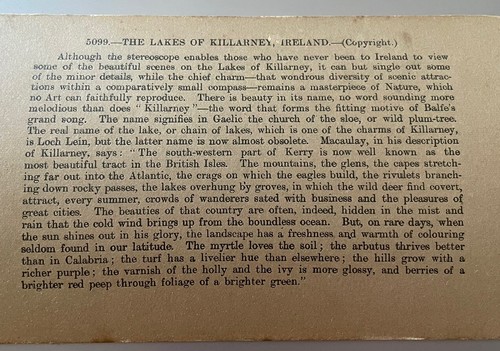 5099.—THE LAKES OF KILLARNEY, IRELAND.—(Copyright.)
Although the stereoscope enables those who have never been to Ireland to view
some of the beautiful scenes on the Lakes of Killarney, it can but single out some
of the minor details, while the chief charm—that wondrous diversity of scenic attrac-
tions within a comparatively small compass—remains a masterpiece of Nature, which
no Art can faithfully reproduce. There is beauty in its name, no word sounding more
melodious than does "Killarney"—the word that forms the fitting motive of Balfe's
grand song. The name signifies in Gaelic the church of the sloe, or wild plum-tree.
The real name of the lake, or chain of lakes, which is one of the charms of Killarney,
is Loch Lein, but the latter name is now almost obsolete. Macaulay, in his description
of Killarney, says: "The south-western part of Kerry is now well known as the
most beautiful tract in the British Isles. The mountains, the glens, the capes stretch-
ing far out into the Atlantic, the crags on which the eagles build, the rivulets branch-
ing down rocky passes, the lakes overhung by groves, in which the wild deer find covert,
attract, every summer, crowds of wanderers sated with business and the pleasures of
great cities. The beauties of that country are often, indeed, hidden in the mist and
rain that the cold wind brings up from the boundless ocean. But, on rare days, when
the sun shines out in his glory, the landscape has a freshness and warmth of colouring
seldom found in our latitude. The myrtle loves the soil; the arbutus thrives better
than in Calabria; the turf has a livelier hue than elsewhere; the hills grow with a
richer purple; the varnish of the holly and the ivy is more glossy, and berries of a
brighter red peep through foliage of a brighter green."